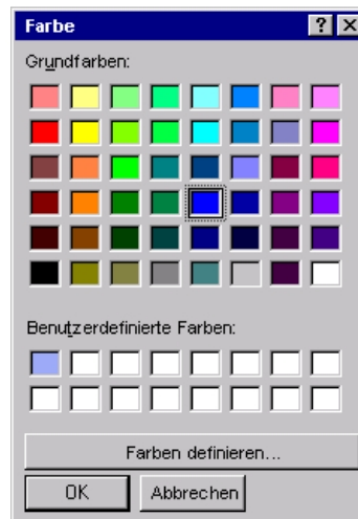 Farbe
Grundfarben:
Benutzerdefinierte Farben:
Farben definieren...
OK
Abbrechen